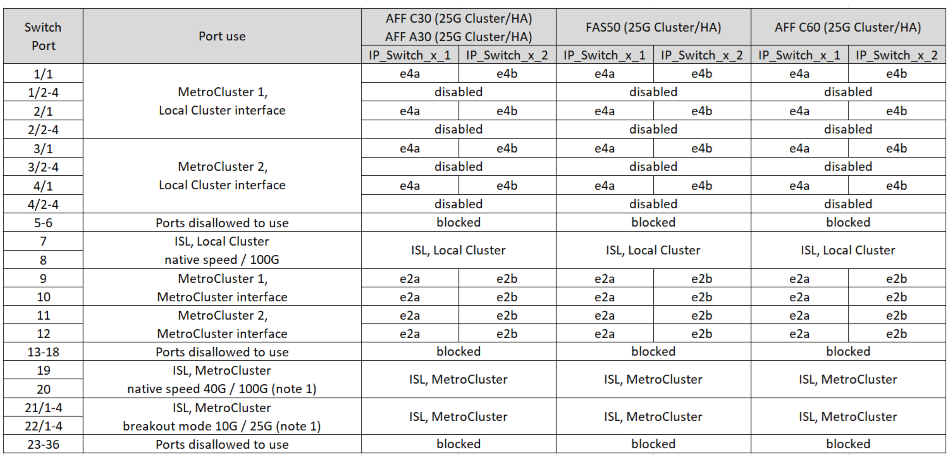 Switch Port | Port use | AFF C30 (25G Cluster/HA) AFF A30 (25G Cluster/HA) | FAS50 (25G Cluster/HA) | AFF C60 (25G Cluster/HA)
IP_Switch_x_1 | IP_Switch_x_2 | IP_Switch_x_1 | IP_Switch_x_2 | IP_Switch_x_1 | IP_Switch_x_2
1/1 | MetroCluster 1, Local Cluster interface | e4a | e4b | e4a | e4b | e4a | e4b
1/2-4 | disabled | disabled | disabled
2/1 | e4a | e4b | e4a | e4b | e4a | e4b
2/2-4 | disabled | disabled | disabled
3/1 | MetroCluster 2, Local Cluster interface | e4a | e4b | e4a | e4b | e4a | e4b
3/2-4 | disabled | disabled | disabled
4/1 | e4a | e4b | e4a | e4b | e4a | e4b
4/2-4 | disabled | disabled | disabled
5-6 | Ports disallowed to use | blocked | blocked | blocked
7 | ISL, Local Cluster native speed / 100G | ISL, Local Cluster | ISL, Local Cluster | ISL, Local Cluster
8
9 | MetroCluster 1, MetroCluster interface | e2a | e2b | e2a | e2b | e2a | e2b
10 | e2a | e2b | e2a | e2b | e2a | e2b
11 | MetroCluster 2, MetroCluster interface | e2a | e2b | e2a | e2b | e2a | e2b
12 | e2a | e2b | e2a | e2b | e2a | e2b
13-18 | Ports disallowed to use | blocked | blocked | blocked
19 | ISL, MetroCluster native speed 40G / 100G (note 1) | ISL, MetroCluster | ISL, MetroCluster | ISL, MetroCluster
20
21/1-4 | ISL, MetroCluster breakout mode 10G / 25G (note 1) | ISL, MetroCluster | ISL, MetroCluster | ISL, MetroCluster
22/1-4
23-36 | Ports disallowed to use | blocked | blocked | blocked